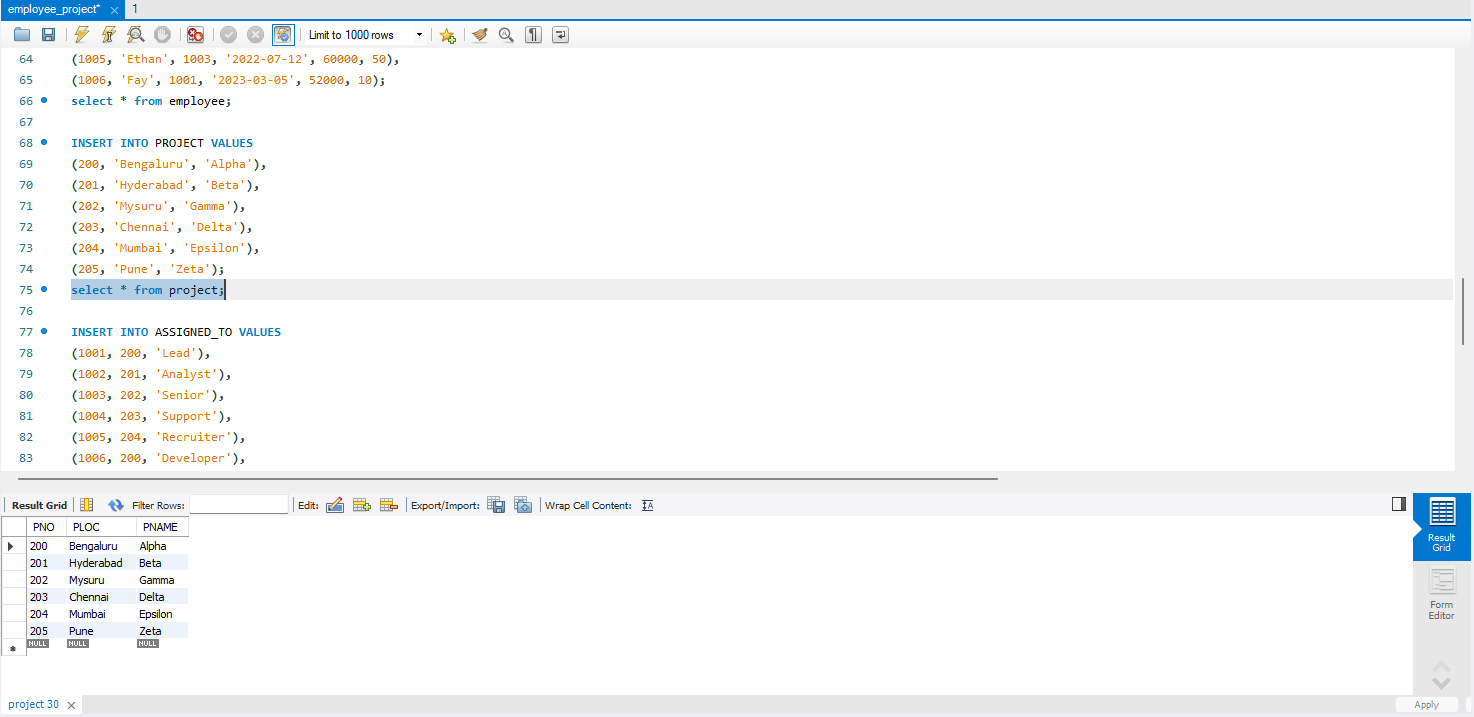 employee_project* 1
Limit to 1000 rows
64 (1005, 'Ethan', 1003, '2022-07-12', 60000, 50),
65 (1006, 'Fay', 1001, '2023-03-05', 52000, 10);
66 select * from employee;
67
68 INSERT INTO PROJECT VALUES
69 (200, 'Bengaluru', 'Alpha'),
70 (201, 'Hyderabad', 'Beta'),
71 (202, 'Mysuru', 'Gamma'),
72 (203, 'Chennai', 'Delta'),
73 (204, 'Mumbai', 'Epsilon'),
74 (205, 'Pune', 'Zeta');
75 select * from project;
76
77 INSERT INTO ASSIGNED_TO VALUES
78 (1001, 200, 'Lead'),
79 (1002, 201, 'Analyst'),
80 (1003, 202, 'Senior'),
81 (1004, 203, 'Support'),
82 (1005, 204, 'Recruiter'),
83 (1006, 200, 'Developer'),
Result Grid Filter Rows: Edit: Export/Import: Wrap Cell Content:
PNO PLOC PNAME
200 Bengaluru Alpha
201 Hyderabad Beta
202 Mysuru Gamma
203 Chennai Delta
204 Mumbai Epsilon
205 Pune Zeta
NULL NULL NULL
Result
Grid
Form
Editor
project 30
Apply